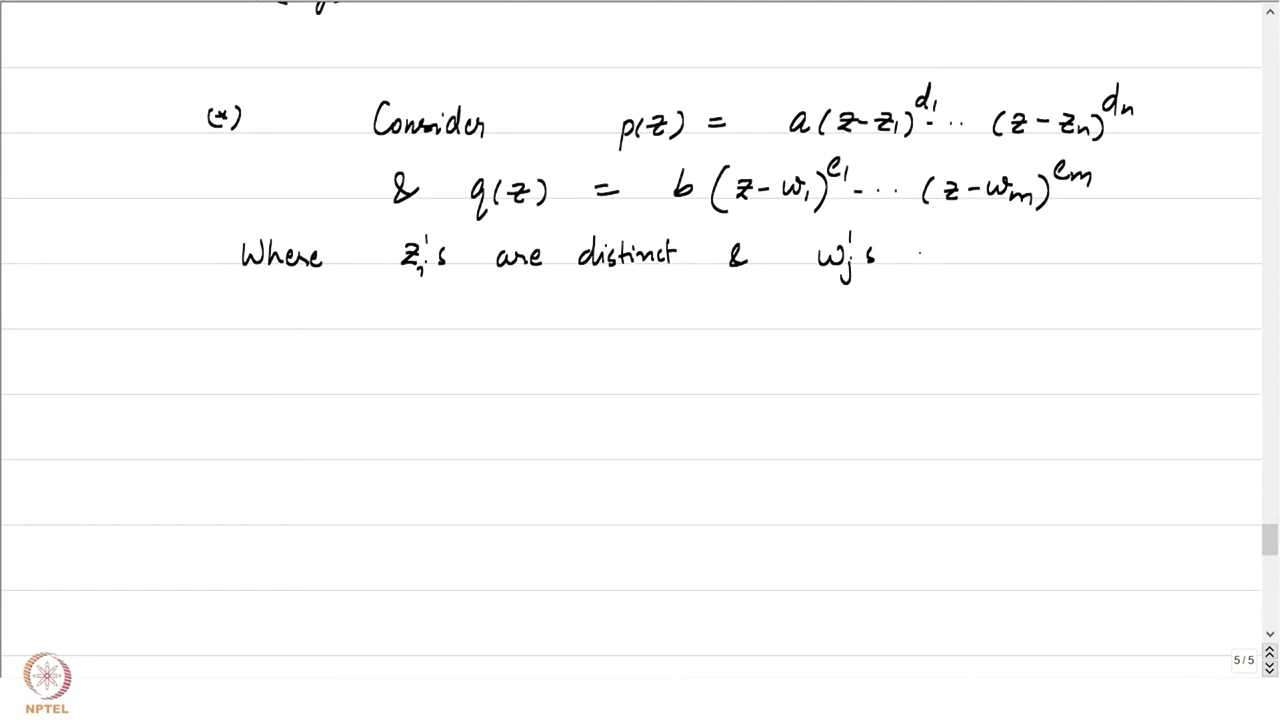 (*) Consider p(z) = a(z-z₁)^d₁ ... (z-zₙ)^dₙ
& q(z) = b(z-w₁)^e₁ ... (z-wₘ)^eₘ
Where zᵢ's are distinct & wⱼ's
5 / 5
NPTEL